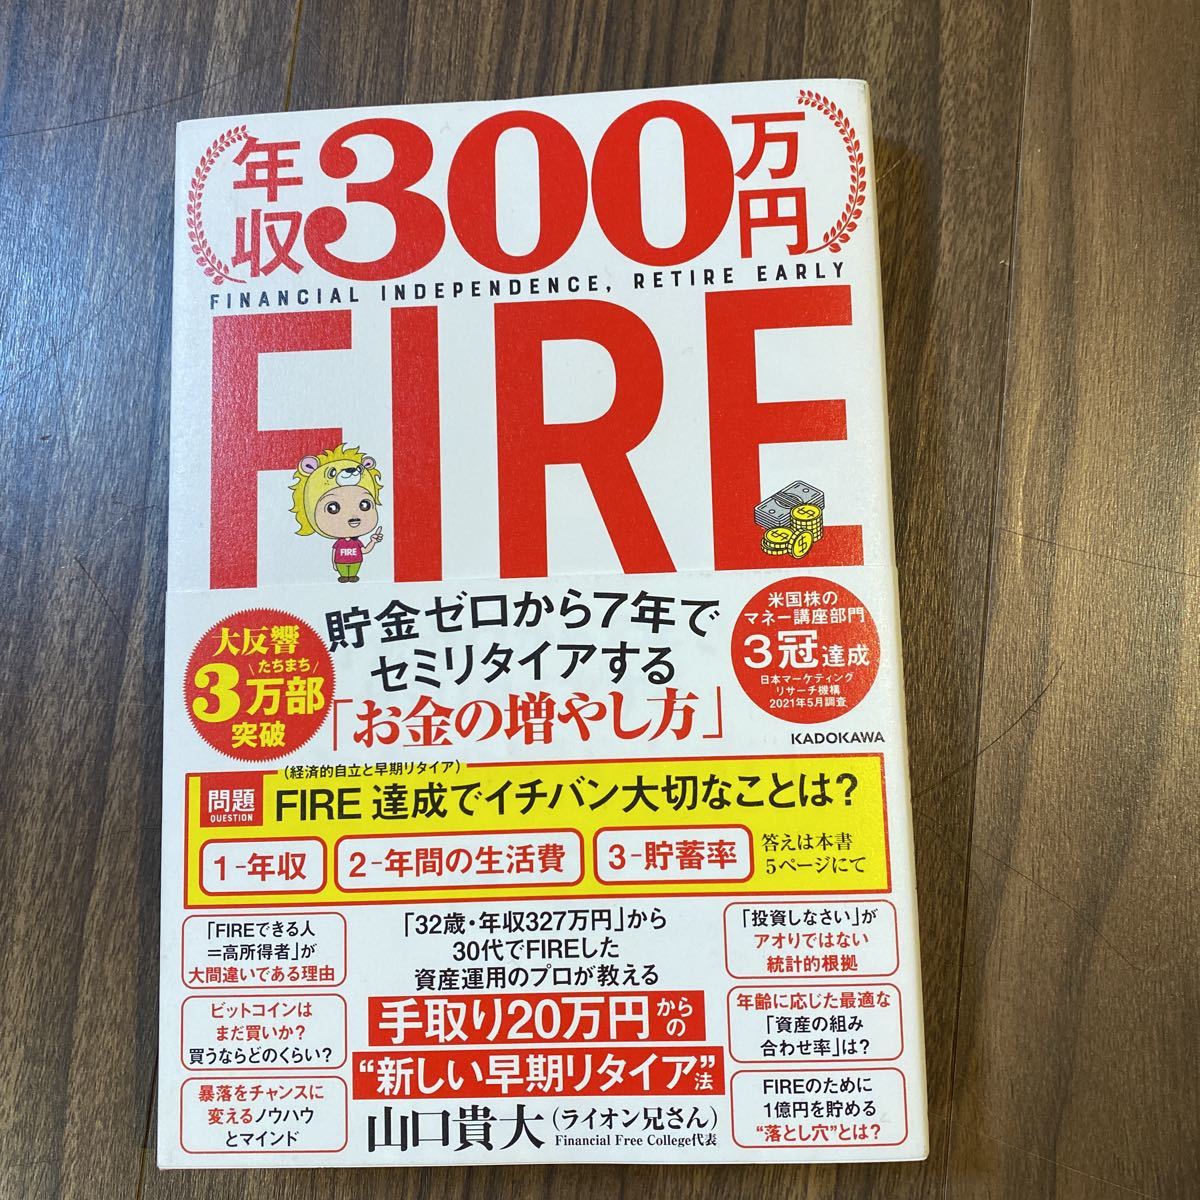 年収300万円
FINANCIAL INDEPENDENCE, RETIRE EARLY
FIRE
FIRE
大反響
たちまち
3万部
突破
貯金ゼロから7年で
セミリタイアする
「お金の増やし方」
米国株の
マネー講座部門
3冠達成
日本マーケティング
リサーチ機構
2021年5月調査
KADOKAWA
(経済的自立と早期リタイア)
問題
QUESTION
FIRE達成でイチバン大切なことは?
1-年収
2-年間の生活費
3-貯蓄率
答えは本書
5ページにて
「FIREできる人
=高所得者」が
大間違いである理由
ビットコインは
まだ買いか?
買うならどのくらい?
暴落をチャンスに
変えるノウハウ
とマインド
「32歳・年収327万円」から
30代でFIREした
資産運用のプロが教える
手取り20万円からの
“新しい早期リタイア”法
山口貴大(ライオン兄さん)
Financial Free College代表
「投資しなさい」が
アオりではない
統計的根拠
年齢に応じた最適な
「資産の組み
合わせ率」は?
FIREのために
1億円を貯める
“落とし穴”とは?